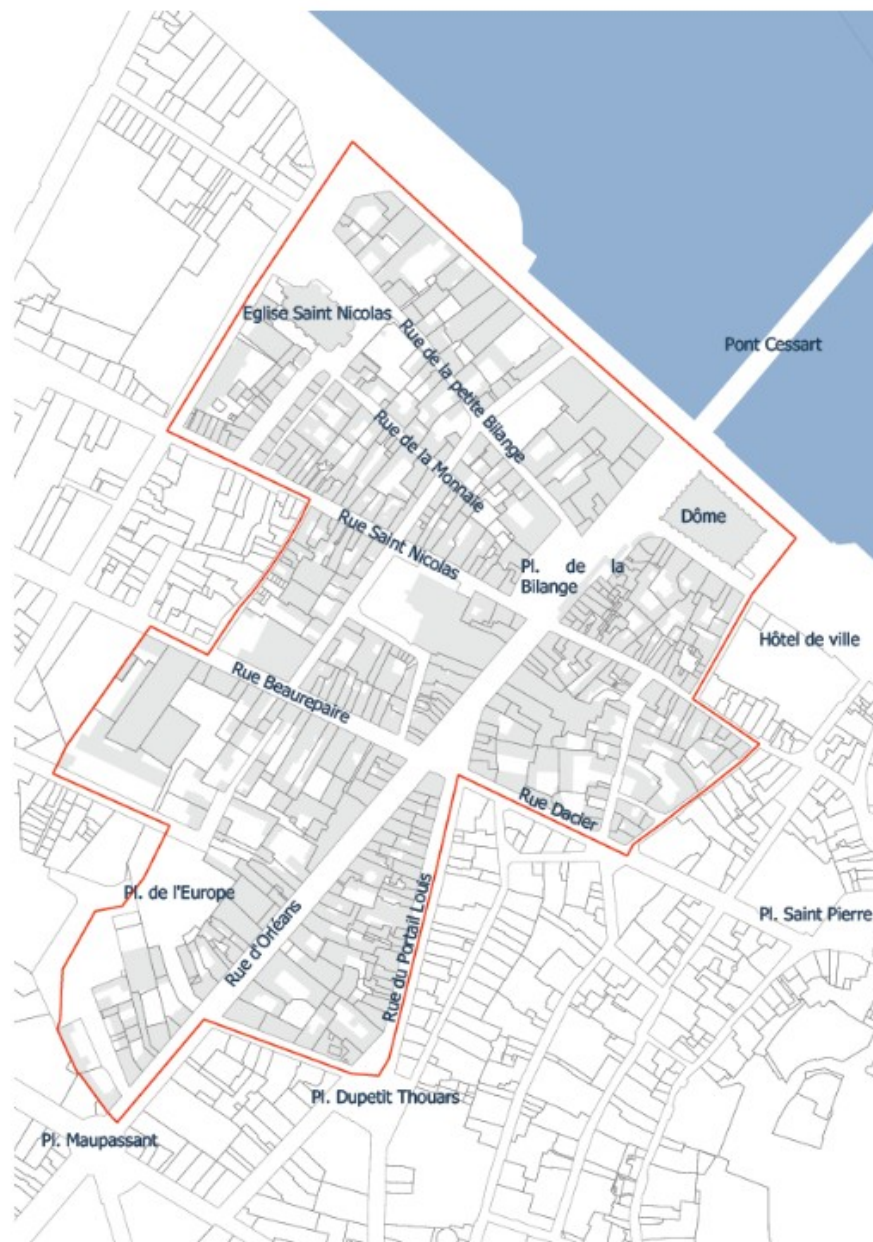 Eglise Saint Nicolas
Rue de la petite Bilange
Pont Cessart
Rue de la Monnaie
Rue Saint Nicolas
Dôme
Pl. de la
Bilange
Hôtel de ville
Rue Beaurepaire
Rue Dacier
Pl. de l'Europe
Rue d'Orléans
Rue du Portail Louis
Pl. Saint Pierre
Pl. Dupetit Thouars
Pl. Maupassant